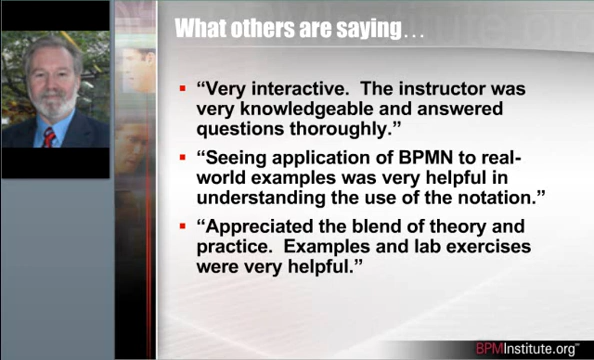 What others are saying…
“Very interactive. The instructor was
very knowledgeable and answered
questions thoroughly.”
“Seeing application of BPMN to real-
world examples was very helpful in
understanding the use of the notation.”
“Appreciated the blend of theory and
practice. Examples and lab exercises
were very helpful.”
BPMInstitute.org™